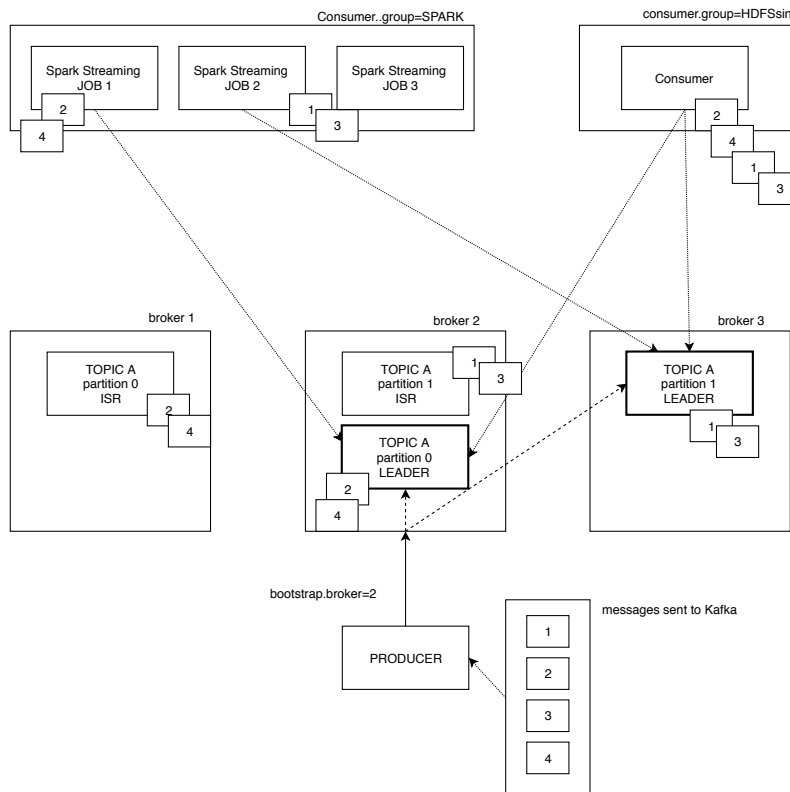 Consumer..group=SPARK
consumer.group=HDFSsin
Spark Streaming
JOB 1
Spark Streaming
JOB 2
Spark Streaming
JOB 3
Consumer
2
4
1
3
2
4
1
3
broker 1
broker 2
broker 3
TOPIC A
partition 0
ISR
2
4
TOPIC A
partition 1
ISR
1
3
TOPIC A
partition 1
LEADER
1
3
TOPIC A
partition 0
LEADER
2
4
bootstrap.broker=2
PRODUCER
messages sent to Kafka
1
2
3
4